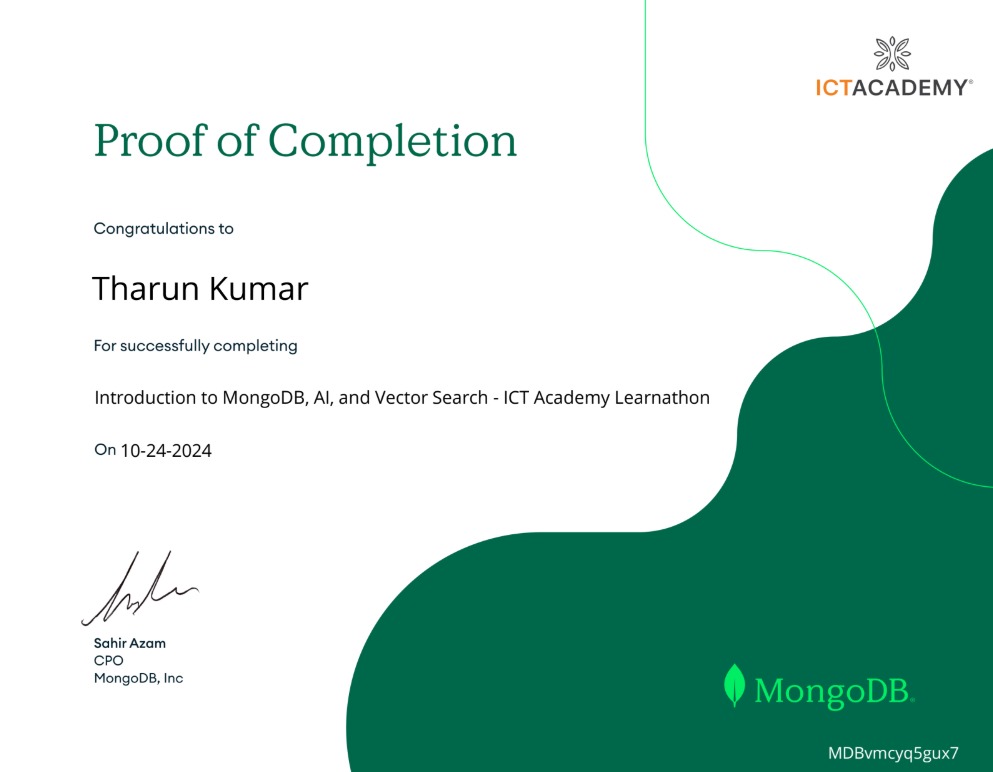 ICTACADEMY®
Proof of Completion
Congratulations to
Tharun Kumar
For successfully completing
Introduction to MongoDB, AI, and Vector Search - ICT Academy Learnathon
On 10-24-2024
Sahir Azam
CPO
MongoDB, Inc
MongoDB®
MDBvmcyq5gux7